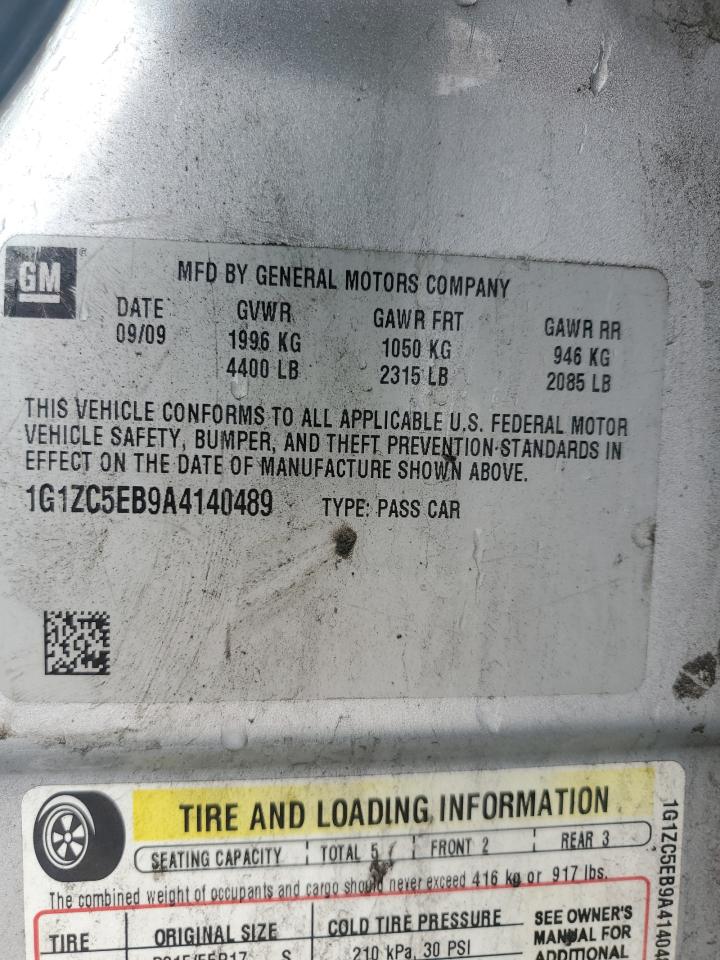 GM ®
MFD BY GENERAL MOTORS COMPANY
DATE GVWR GAWR FRT GAWR RR
09/09 1996 KG 1050 KG 946 KG
4400 LB 2315 LB 2085 LB
THIS VEHICLE CONFORMS TO ALL APPLICABLE U.S. FEDERAL MOTOR
VEHICLE SAFETY, BUMPER, AND THEFT PREVENTION STANDARDS IN
EFFECT ON THE DATE OF MANUFACTURE SHOWN ABOVE.
1G1ZC5EB9A4140489 TYPE: PASS CAR
TIRE AND LOADING INFORMATION
SEATING CAPACITY TOTAL 5 FRONT 2 REAR 3
The combined weight of occupants and cargo should never exceed 416 kg or 917 lbs.
TIRE ORIGINAL SIZE COLD TIRE PRESSURE SEE OWNER'S
MANUAL FOR
ADDITIONAL
210 kPa, 30 PSI
1G1ZC5EB9A41404